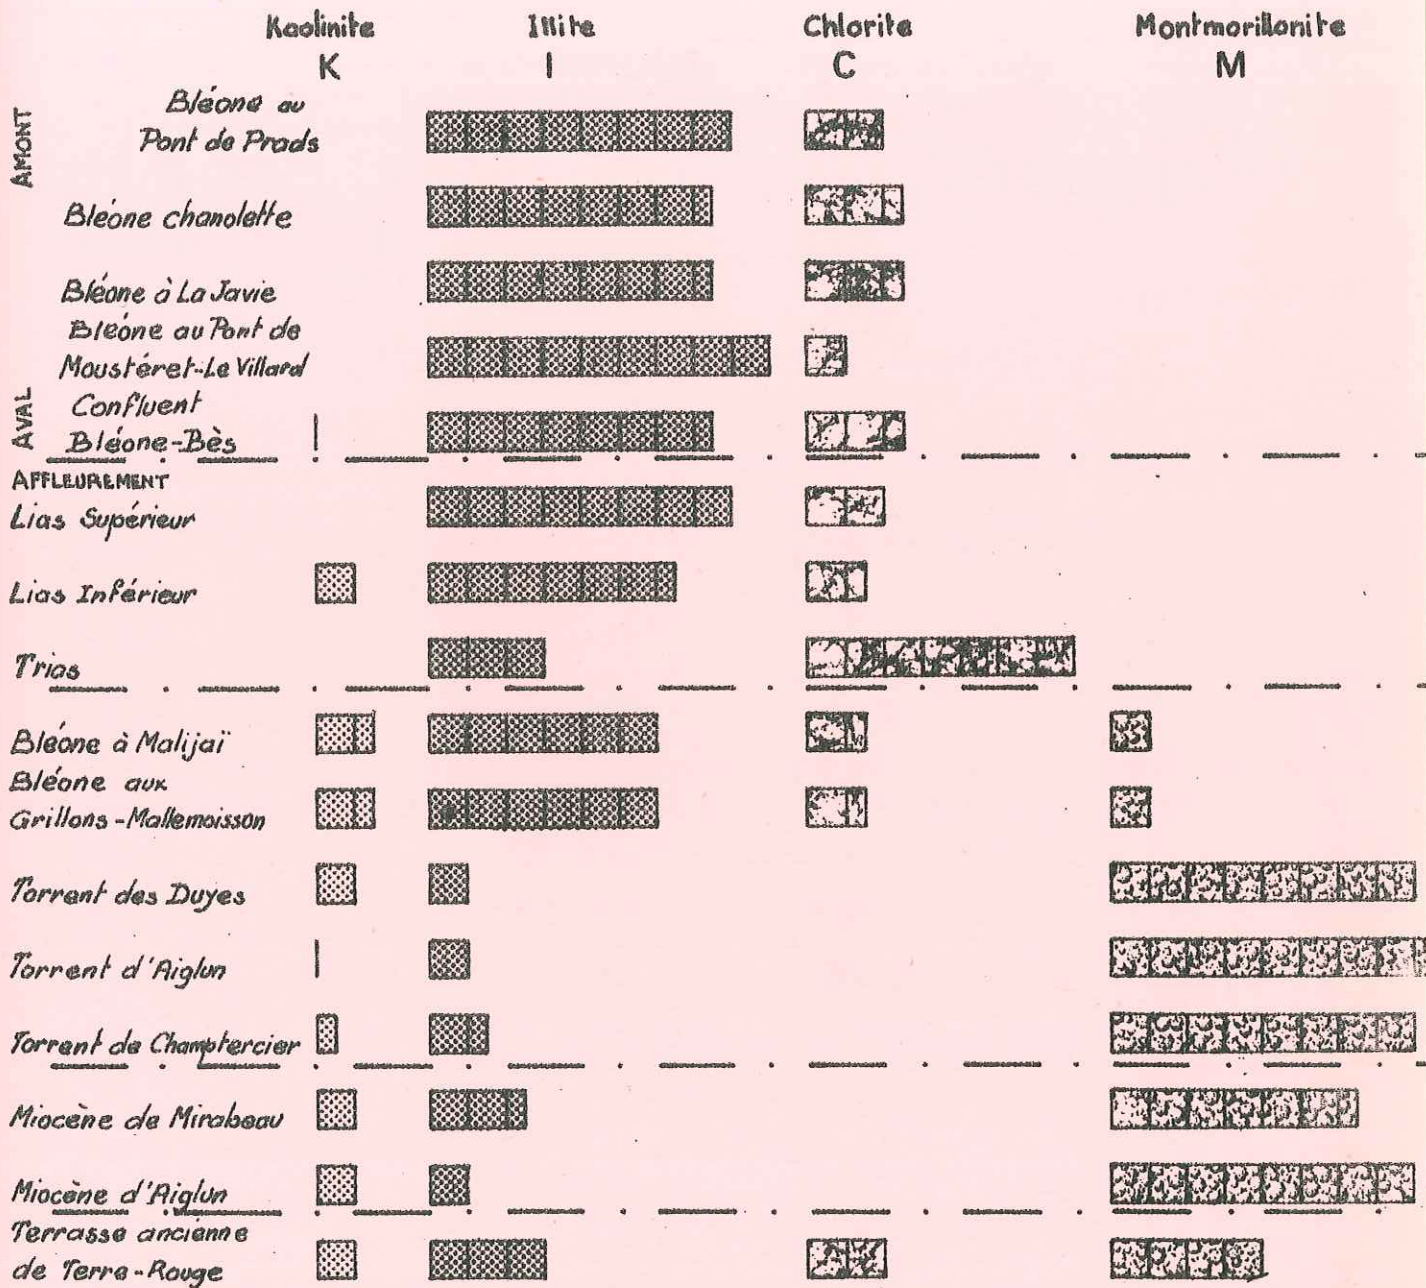 Kaolinite Illite Chlorite Montmorillonite
K I C M
AMONT
Bléone au
Pont de Prads
Bléone chanolette
Bléone à La Javie
Bléone au Pont de
Moustéret-Le Villard
AVAL
Confluent
Bléone-Bès
AFFLEUREMENT
Lias Supérieur
Lias Inférieur
Trias
Bléone à Malijaï
Bléone aux
Grillons-Mallemoisson
Torrent des Duyes
Torrent d'Aiglun
Torrent de Champtercier
Miocène de Mirabeau
Miocène d'Aiglun
Terrasse ancienne
de Terre-Rouge